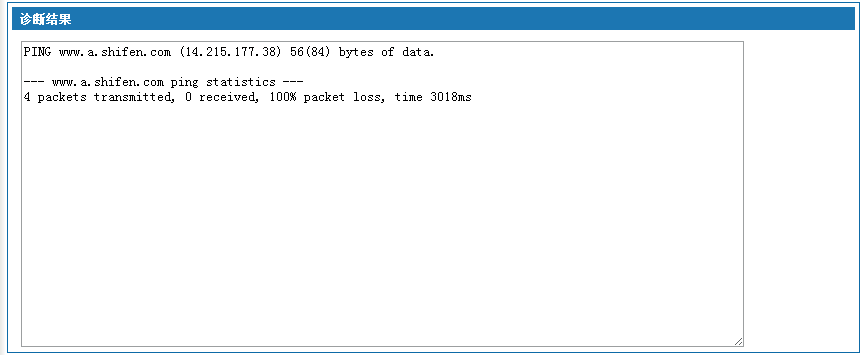 诊断结果
PING www.a.shifen.com (14.215.177.38) 56(84) bytes of data.
--- www.a.shifen.com ping statistics ---
4 packets transmitted, 0 received, 100% packet loss, time 3018ms